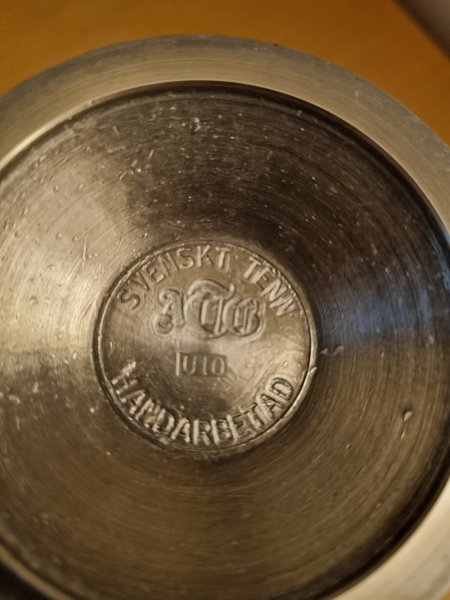 SVENSKT TENN
ATB
U10
HANDARBETAD